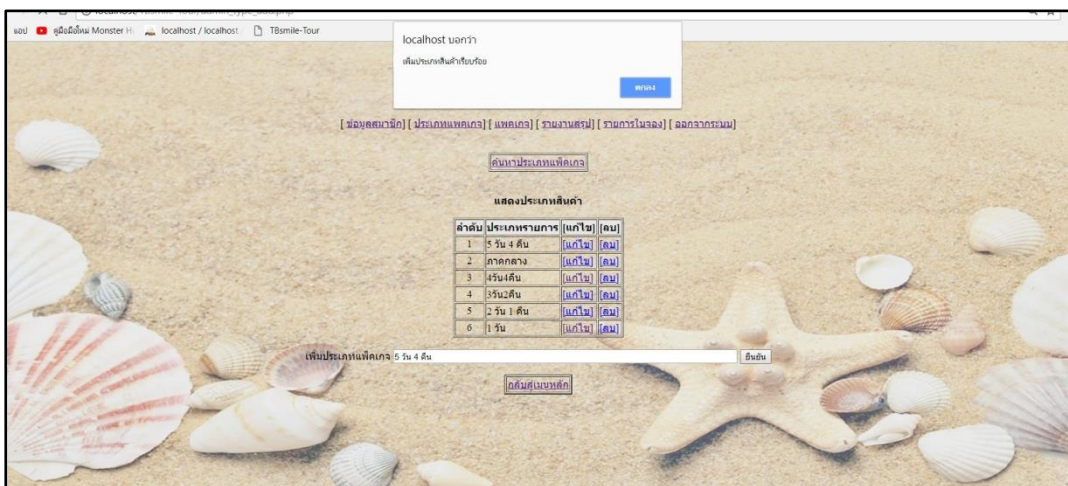 แอป คู่มือมือใหม่ Monster H localhost / localhost TBsmile-Tour
localhost บอกว่า
เพิ่มประเภทสินค้าเรียบร้อย
ตกลง
[ ข้อมูลสมาชิก] [ ประเภทแพคเกจ] [ แพคเกจ] [ รายงานสรุป] [ รายการใบจอง] [ ออกจากระบบ]
ค้นหาประเภทแพ็คเกจ
แสดงประเภทสินค้า
ลำดับ ประเภทรายการ [แก้ไข] [ลบ]
1 5 วัน 4 คืน [แก้ไข] [ลบ]
2 ภาคกลาง [แก้ไข] [ลบ]
3 4วัน4คืน [แก้ไข] [ลบ]
4 3วัน2คืน [แก้ไข] [ลบ]
5 2 วัน 1 คืน [แก้ไข] [ลบ]
6 1 วัน [แก้ไข] [ลบ]
เพิ่มประเภทแพ็คเกจ 5 วัน 4 คืน ยืนยัน
กลับสู่เมนูหลัก